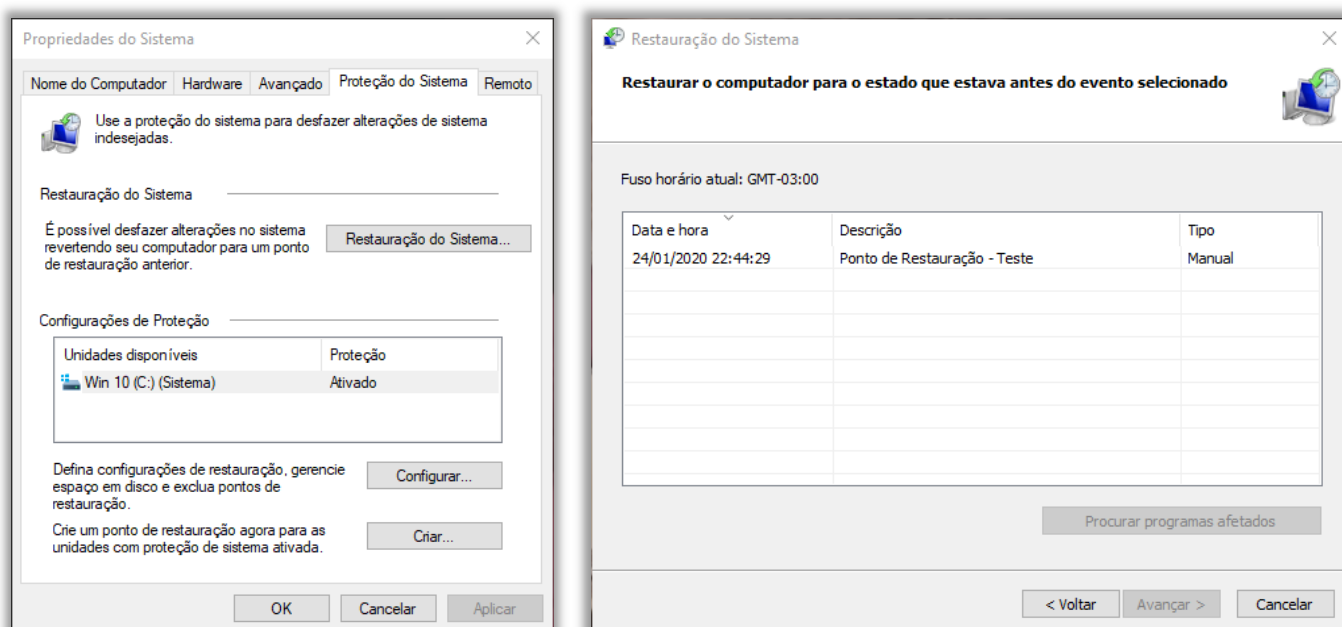 Propriedades do Sistema
Nome do Computador Hardware Avançado Proteção do Sistema Remoto
Use a proteção do sistema para desfazer alterações de sistema
indesejadas.
Restauração do Sistema
É possível desfazer alterações no sistema
revertendo seu computador para um ponto
de restauração anterior.
Restauração do Sistema...
Configurações de Proteção
Unidades disponíveis Proteção
Win 10 (C:) (Sistema) Ativado
Defina configurações de restauração, gerencie
espaço em disco e exclua pontos de
restauração.
Configurar...
Crie um ponto de restauração agora para as
unidades com proteção de sistema ativada.
Criar...
OK Cancelar Aplicar
Restauração do Sistema
Restaurar o computador para o estado que estava antes do evento selecionado
Fuso horário atual: GMT-03:00
Data e hora Descrição Tipo
24/01/2020 22:44:29 Ponto de Restauração - Teste Manual
Procurar programas afetados
< Voltar Avançar > Cancelar